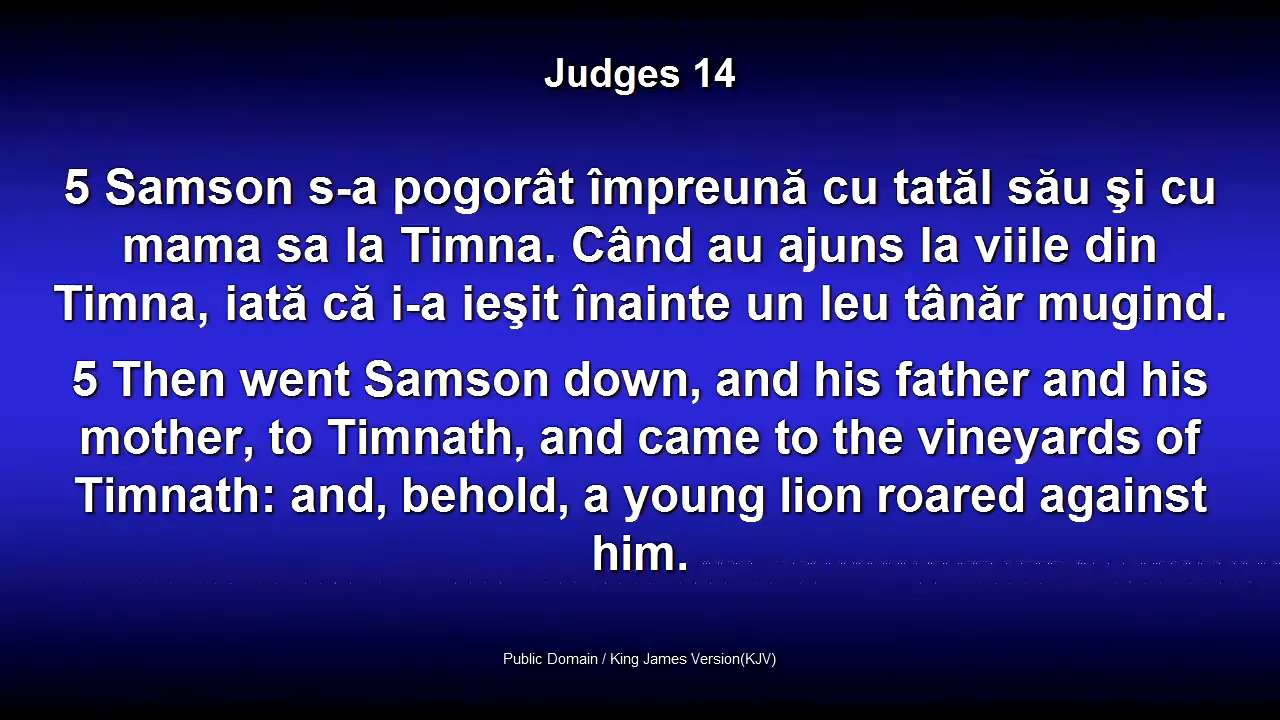 Judges 14
5 Samson s-a pogorât împreună cu tatăl său şi cu
mama sa la Timna. Când au ajuns la viile din
Timna, iată că i-a ieşit înainte un leu tânăr mugind.
5 Then went Samson down, and his father and his
mother, to Timnath, and came to the vineyards of
Timnath: and, behold, a young lion roared against
him.
Public Domain / King James Version(KJV)